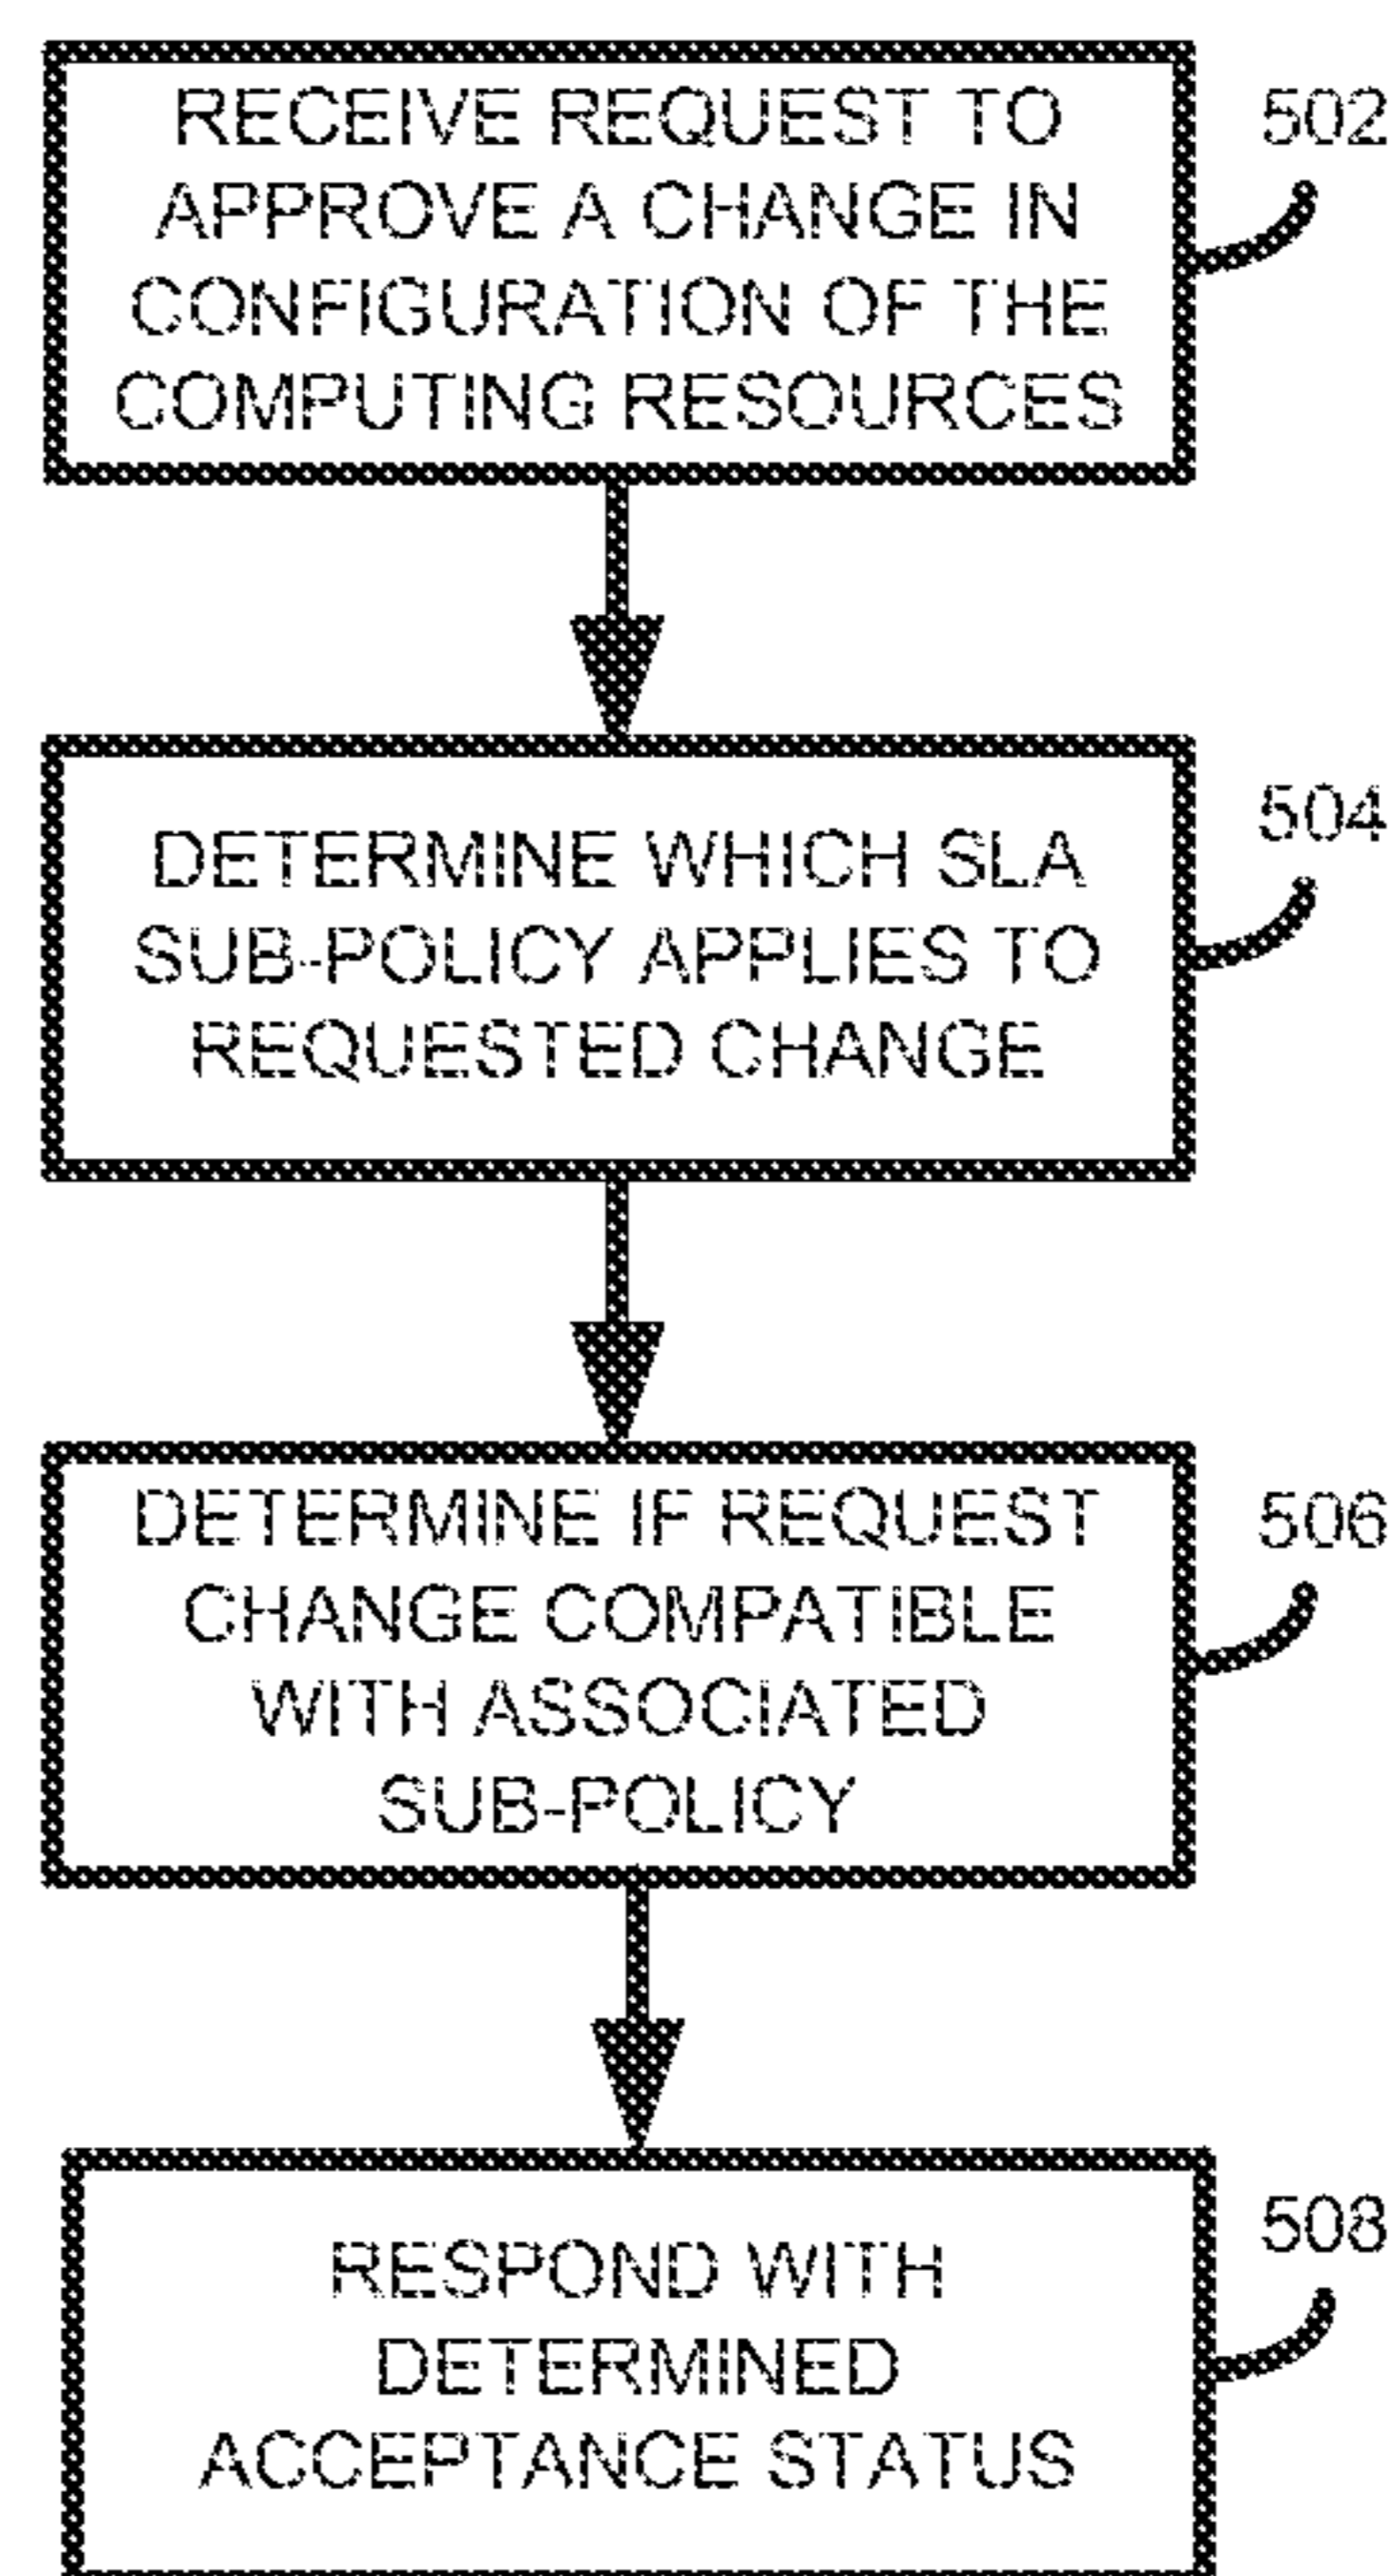 RECEIVE REQUEST TO
APPROVE A CHANGE IN
CONFIGURATION OF THE
COMPUTING RESOURCES
502
DETERMINE WHICH SLA
SUB-POLICY APPLIES TO
REQUESTED CHANGE
504
DETERMINE IF REQUEST
CHANGE COMPATIBLE
WITH ASSOCIATED
SUB-POLICY
506
RESPOND WITH
DETERMINED
ACCEPTANCE STATUS
508